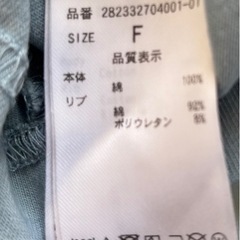 品番 282332704001-01
SIZE F
品質表示
本体 綿 100%
リブ 綿 92%
ポリウレタン 8%